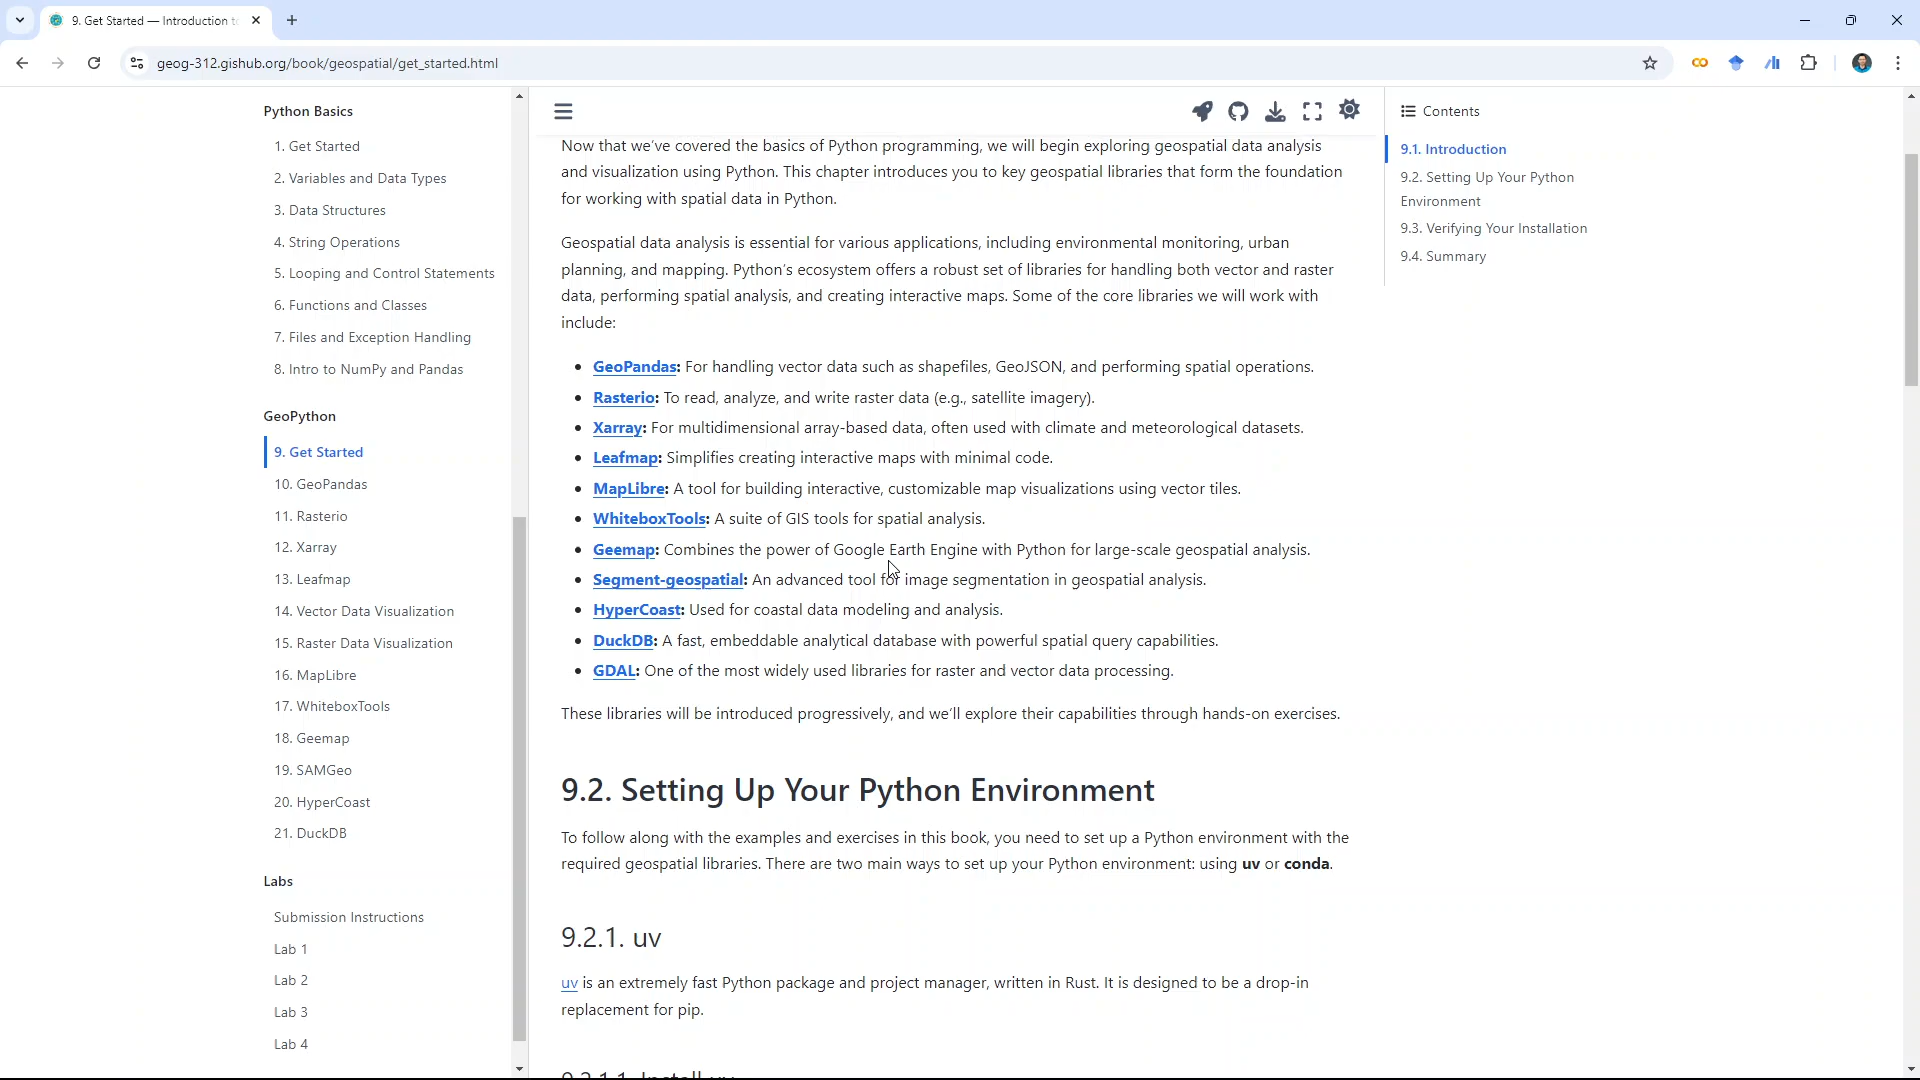 9. Get Started — Introduction to
geog-312.gishub.org/book/geospatial/get_started.html
Python Basics
1. Get Started
2. Variables and Data Types
3. Data Structures
4. String Operations
5. Looping and Control Statements
6. Functions and Classes
7. Files and Exception Handling
8. Intro to NumPy and Pandas
GeoPython
9. Get Started
10. GeoPandas
11. Rasterio
12. Xarray
13. Leafmap
14. Vector Data Visualization
15. Raster Data Visualization
16. MapLibre
17. WhiteboxTools
18. Geemap
19. SAMGeo
20. HyperCoast
21. DuckDB
Labs
Submission Instructions
Lab 1
Lab 2
Lab 3
Lab 4
Now that we've covered the basics of Python programming, we will begin exploring geospatial data analysis
and visualization using Python. This chapter introduces you to key geospatial libraries that form the foundation
for working with spatial data in Python.
Geospatial data analysis is essential for various applications, including environmental monitoring, urban
planning, and mapping. Python's ecosystem offers a robust set of libraries for handling both vector and raster
data, performing spatial analysis, and creating interactive maps. Some of the core libraries we will work with
include:
• GeoPandas: For handling vector data such as shapefiles, GeoJSON, and performing spatial operations.
• Rasterio: To read, analyze, and write raster data (e.g., satellite imagery).
• Xarray: For multidimensional array-based data, often used with climate and meteorological datasets.
• Leafmap: Simplifies creating interactive maps with minimal code.
• MapLibre: A tool for building interactive, customizable map visualizations using vector tiles.
• WhiteboxTools: A suite of GIS tools for spatial analysis.
• Geemap: Combines the power of Google Earth Engine with Python for large-scale geospatial analysis.
• Segment-geospatial: An advanced tool for image segmentation in geospatial analysis.
• HyperCoast: Used for coastal data modeling and analysis.
• DuckDB: A fast, embeddable analytical database with powerful spatial query capabilities.
• GDAL: One of the most widely used libraries for raster and vector data processing.
These libraries will be introduced progressively, and we'll explore their capabilities through hands-on exercises.
9.2. Setting Up Your Python Environment
To follow along with the examples and exercises in this book, you need to set up a Python environment with the
required geospatial libraries. There are two main ways to set up your Python environment: using uv or conda.
9.2.1. uv
uv is an extremely fast Python package and project manager, written in Rust. It is designed to be a drop-in
replacement for pip.
9.2.1.1. Install uv
Contents
9.1. Introduction
9.2. Setting Up Your Python
Environment
9.3. Verifying Your Installation
9.4. Summary